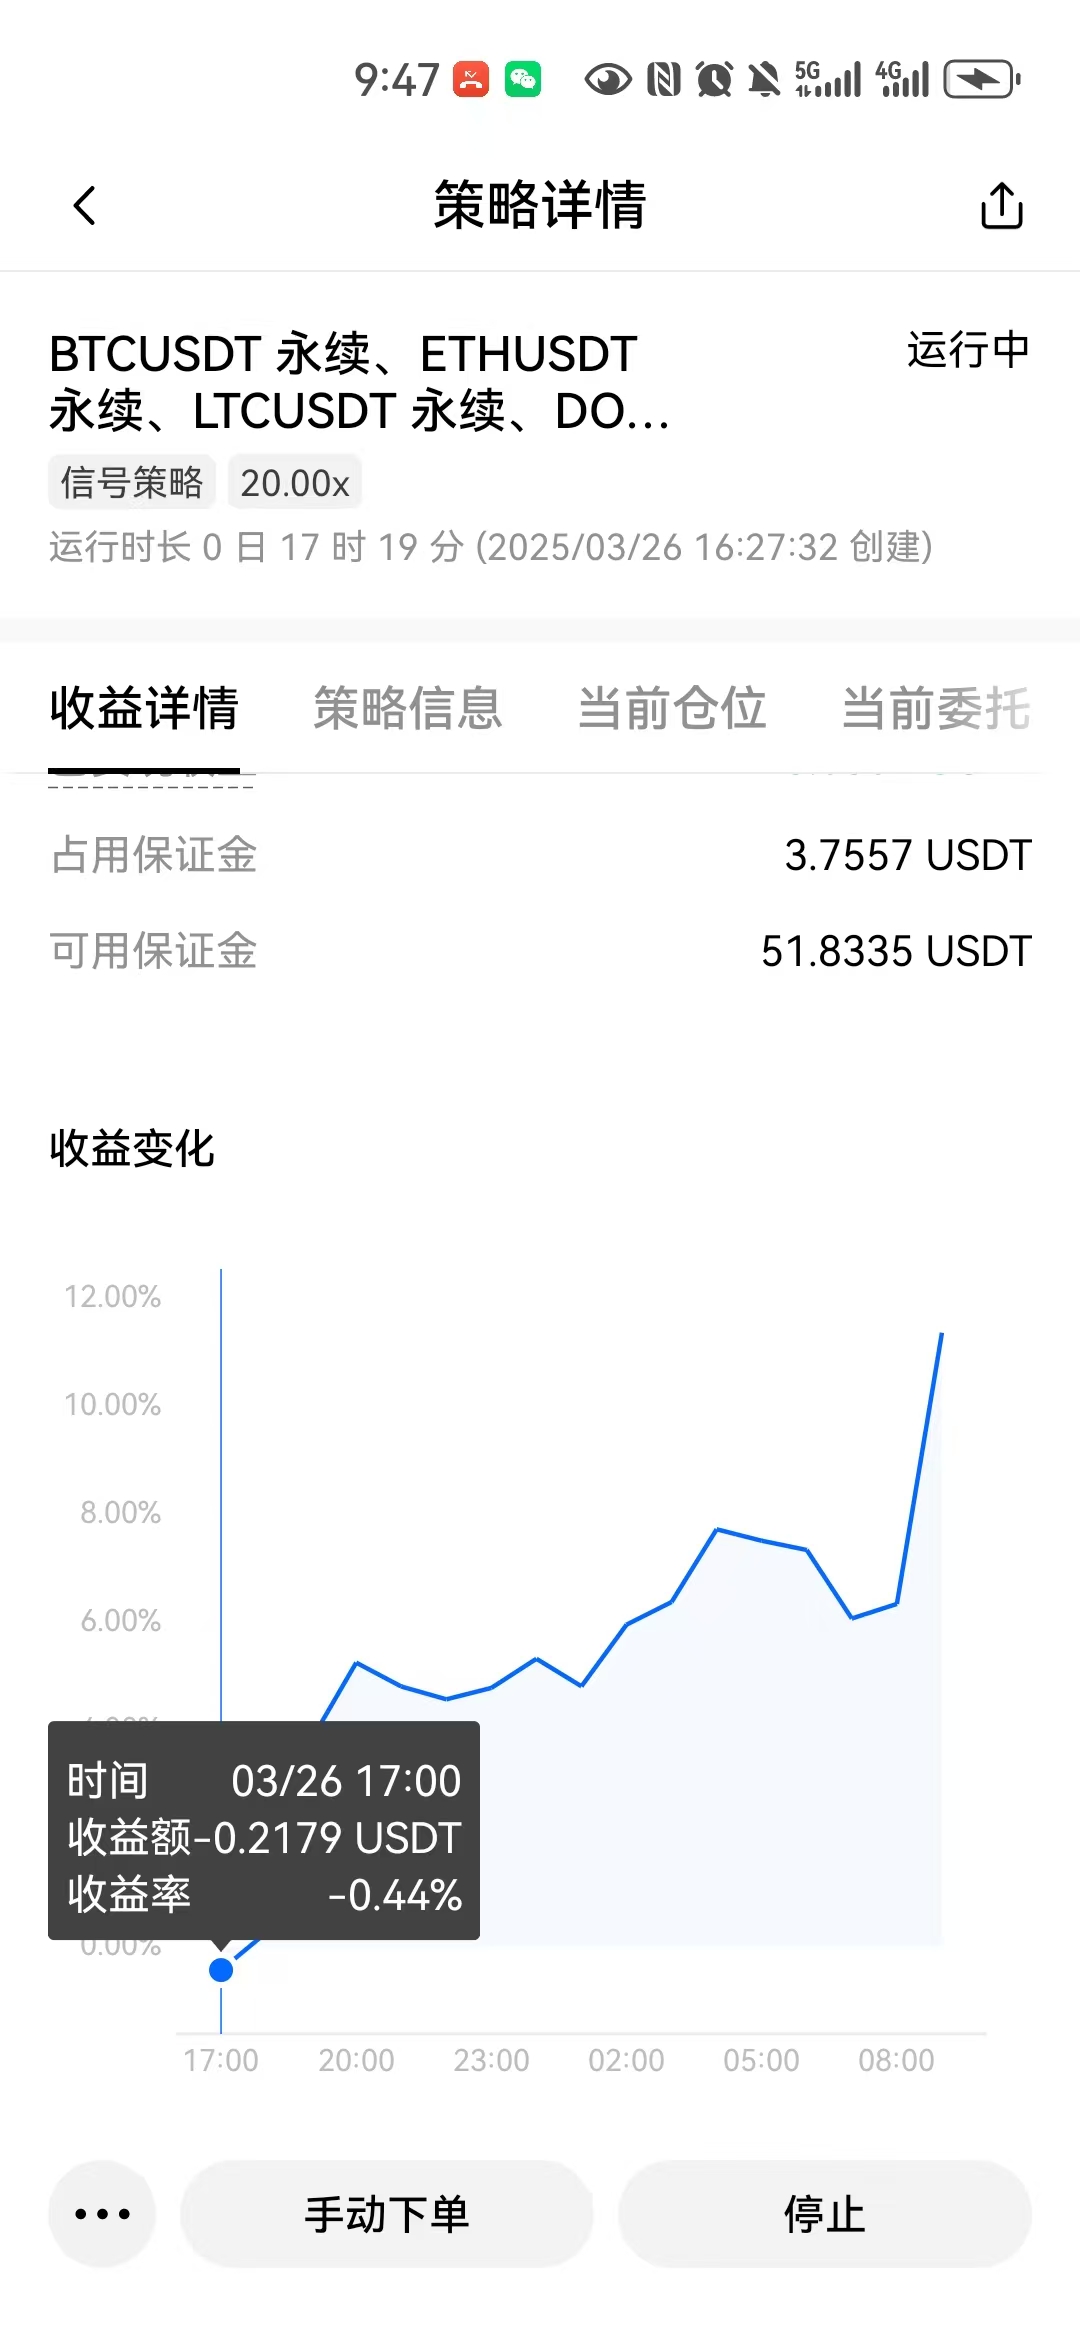 9:47
5G
4G
策略详情
BTCUSDT 永续、ETHUSDT
永续、LTCUSDT 永续、DO...
运行中
信号策略
20.00x
运行时长 0 日 17 时 19 分 (2025/03/26 16:27:32 创建)
收益详情
策略信息
当前仓位
当前委托
占用保证金
3.7557 USDT
可用保证金
51.8335 USDT
收益变化
12.00%
10.00%
8.00%
6.00%
时间 03/26 17:00
收益额-0.2179 USDT
收益率 -0.44%
0.00%
17:00
20:00
23:00
02:00
05:00
08:00
手动下单
停止